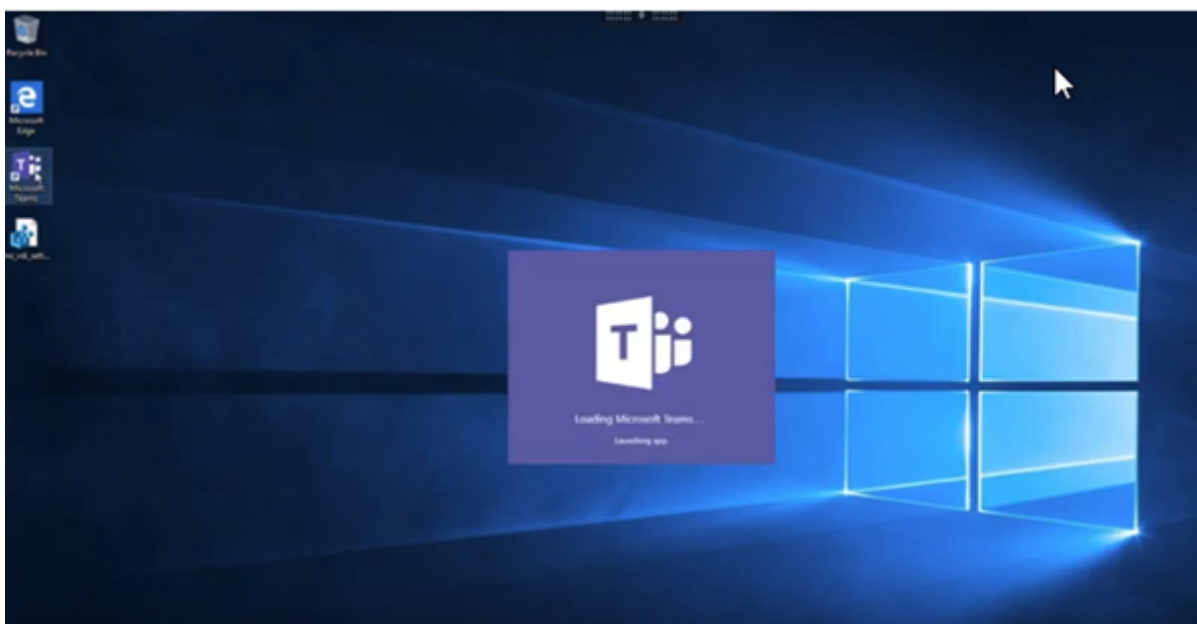 Recycle Bin
Microsoft
Edge
Microsoft
Teams
T
Loading Microsoft Teams...
Launching app